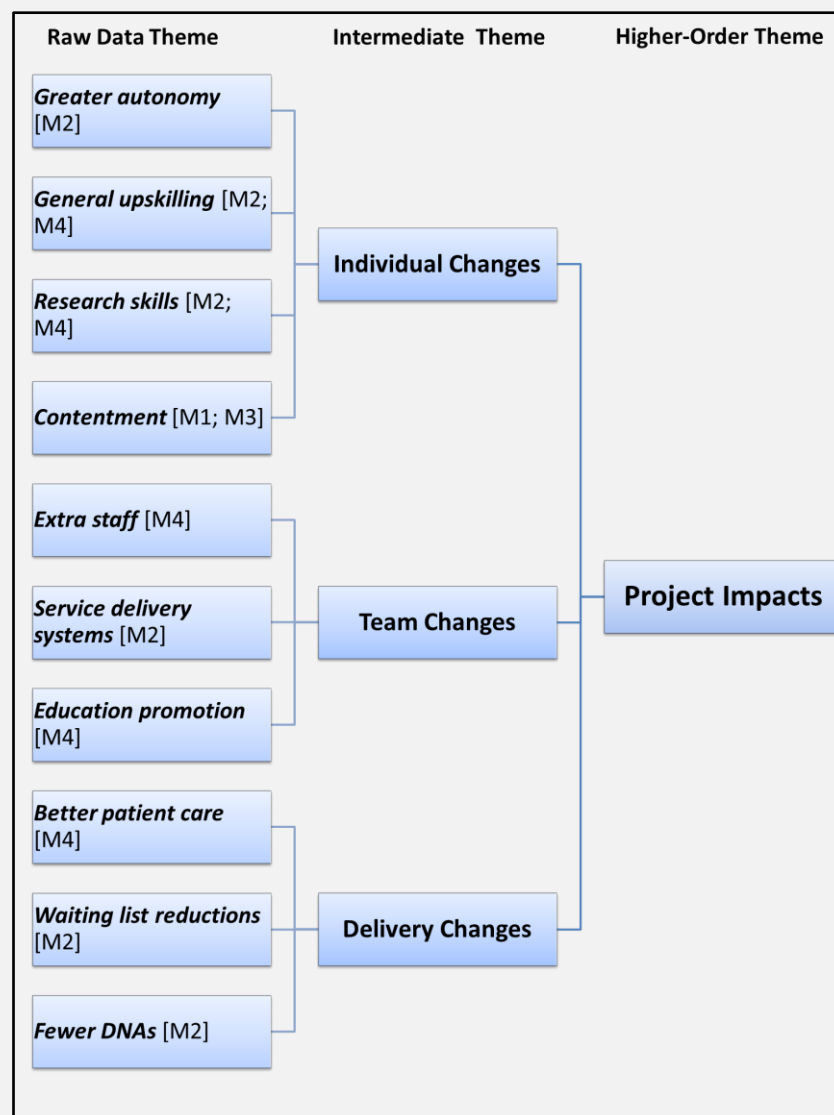 Raw Data Theme
Intermediate Theme
Higher-Order Theme
Greater autonomy
[M2]
General upskilling [M2;
M4]
Research skills [M2;
M4]
Contentment [M1; M3]
Individual Changes
Extra staff [M4]
Service delivery
systems [M2]
Education promotion
[M4]
Team Changes
Better patient care
[M4]
Waiting list reductions
[M2]
Fewer DNAs [M2]
Delivery Changes
Project Impacts